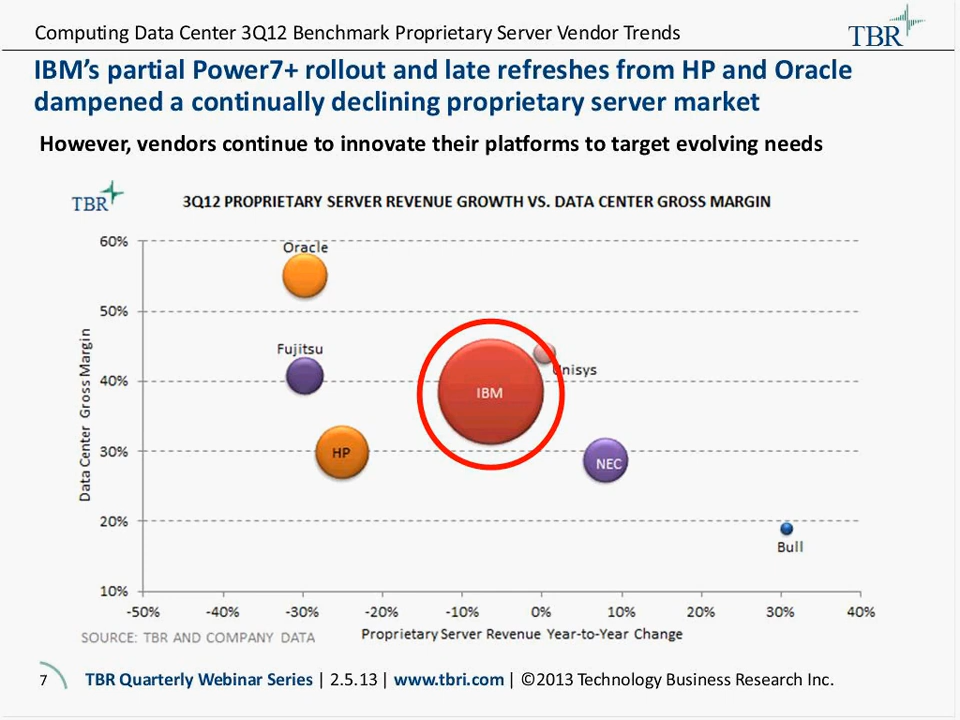 Computing Data Center 3Q12 Benchmark Proprietary Server Vendor Trends
TBR
IBM's partial Power7+ rollout and late refreshes from HP and Oracle
dampened a continually declining proprietary server market
However, vendors continue to innovate their platforms to target evolving needs
TBR
3Q12 PROPRIETARY SERVER REVENUE GROWTH VS. DATA CENTER GROSS MARGIN
Data Center Gross Margin
60%
Oracle
50%
Fujitsu
40%
IBM
Unisys
30%
HP
NEC
20%
Bull
10%
-50% -40% -30% -20% -10% 0% 10% 20% 30% 40%
SOURCE: TBR AND COMPANY DATA
Proprietary Server Revenue Year-to-Year Change
7 TBR Quarterly Webinar Series | 2.5.13 | www.tbri.com | ©2013 Technology Business Research Inc.